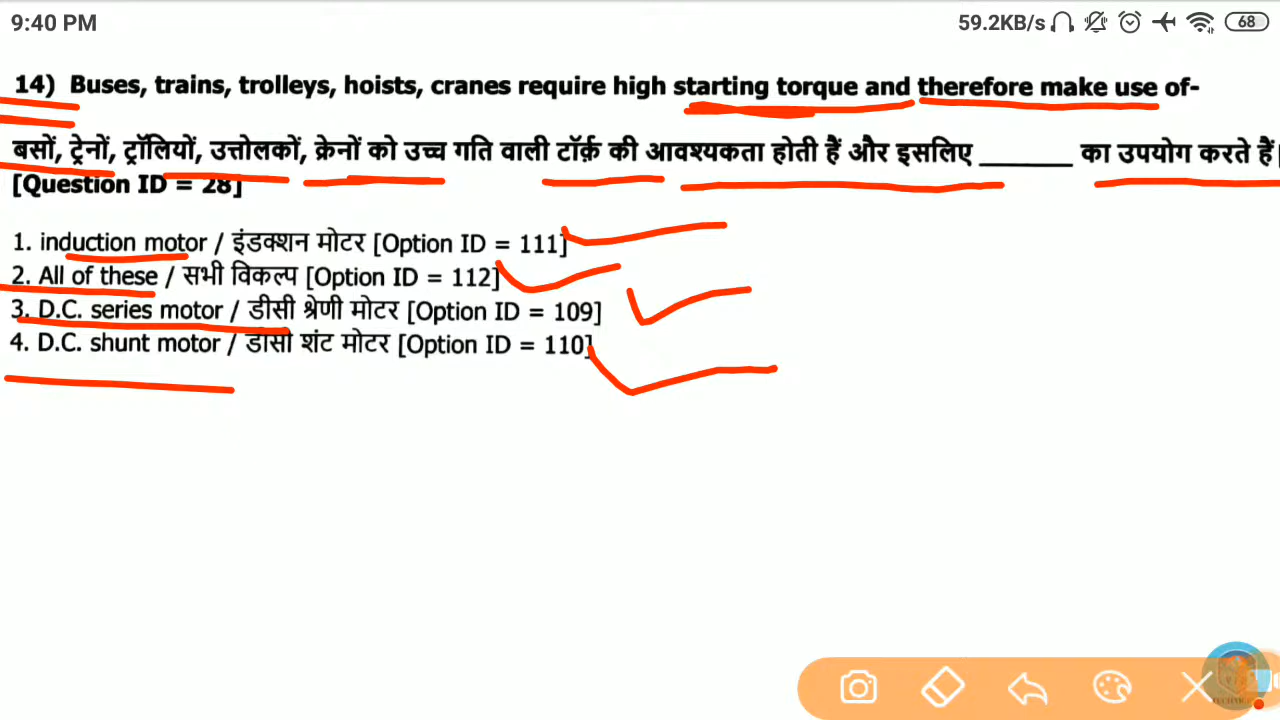 9:40 PM
59.2KB/s
68
14) Buses, trains, trolleys, hoists, cranes require high starting torque and therefore make use of-
बसों, ट्रेनों, ट्रॉलियों, उत्तोलकों, क्रेनों को उच्च गति वाली टॉर्क़ की आवश्यकता होती हैं और इसलिए _______ का उपयोग करते हैं।
[Question ID = 28]
1. induction motor / इंडक्शन मोटर [Option ID = 111]
2. All of these / सभी विकल्प [Option ID = 112]
3. D.C. series motor / डीसी श्रेणी मोटर [Option ID = 109]
4. D.C. shunt motor / डीसी शंट मोटर [Option ID = 110]